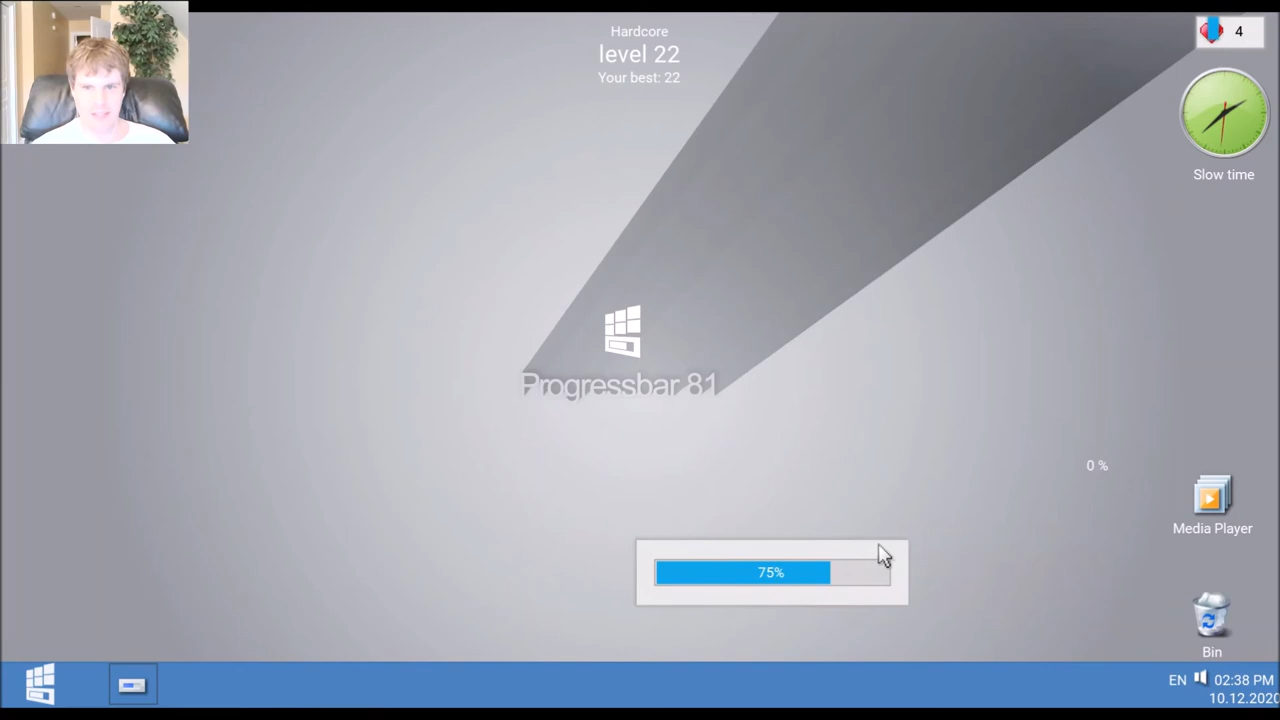 Hardcore
level 22
Your best: 22
4
Slow time
Progressbar 81
0 %
Media Player
75%
Bin
EN 02:38 PM
10.12.2020